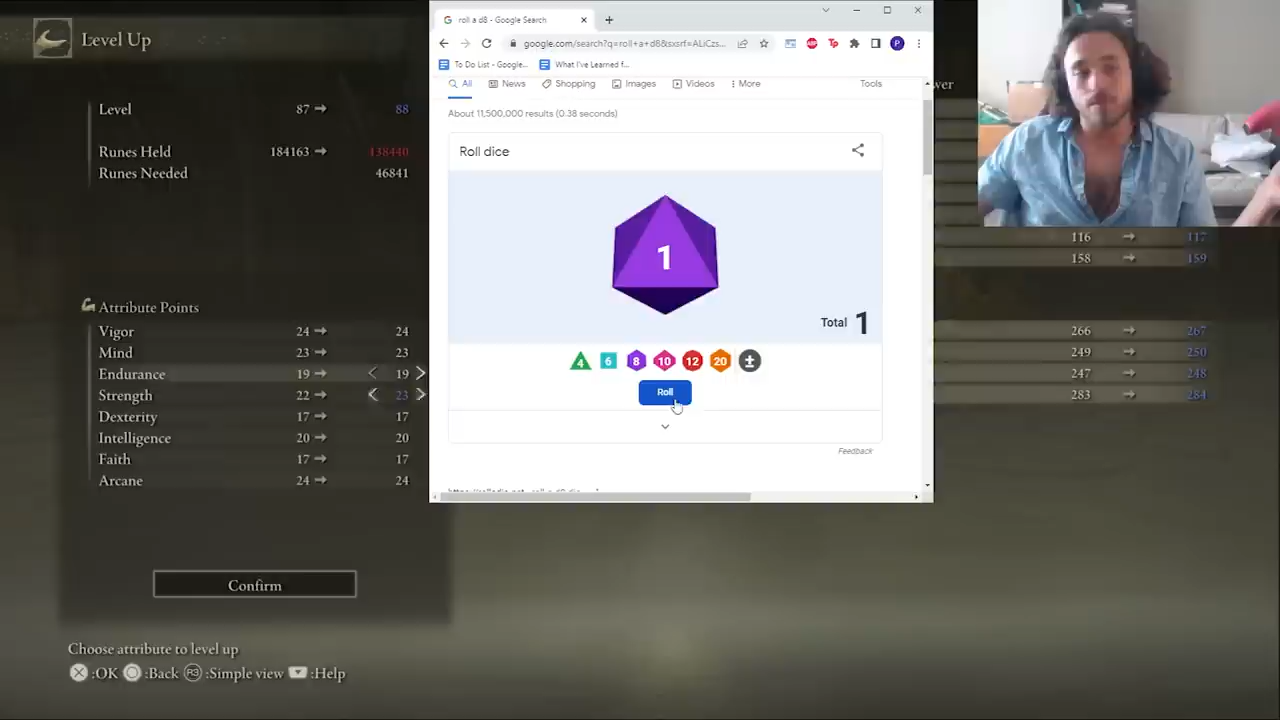 Level Up
Level 87 → 88
Runes Held 184163 → 138440
Runes Needed 46841
Attribute Points
Vigor 24 → 24
Mind 23 → 23
Endurance 19 → 19
Strength 22 → 23
Dexterity 17 → 17
Intelligence 20 → 20
Faith 17 → 17
Arcane 24 → 24
Confirm
Choose attribute to level up
:OK :Back R3 :Simple view :Help
roll a d8 - Google Search
google.com/search?q=roll+a+d8&sxsrf=ALiCzs...
To Do List - Google... What I've Learned f...
All News Shopping Images Videos More Tools
About 11,500,000 results (0.38 seconds)
Roll dice
1
Total 1
4 6 8 10 12 20 ±
Roll
Feedback
116 → 117
158 → 159
266 → 267
249 → 250
247 → 248
283 → 284